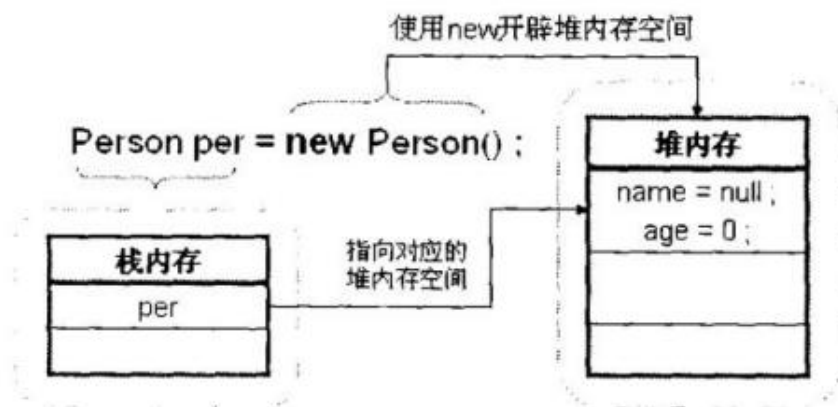 使用new开辟堆内存空间
Person per = new Person() ;
堆内存
name = null ;
age = 0 ;
栈内存
per
指向对应的
堆内存空间